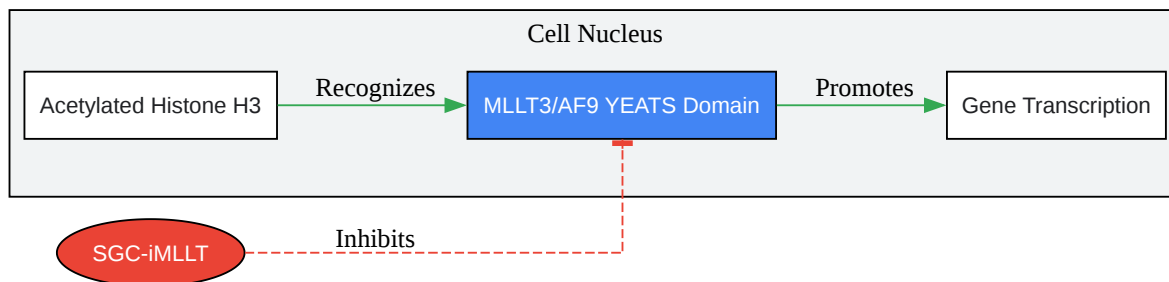 Cell Nucleus
Acetylated Histone H3
Recognizes
MLLT3/AF9 YEATS Domain
Promotes
Gene Transcription
SGC-iMLLT
Inhibits